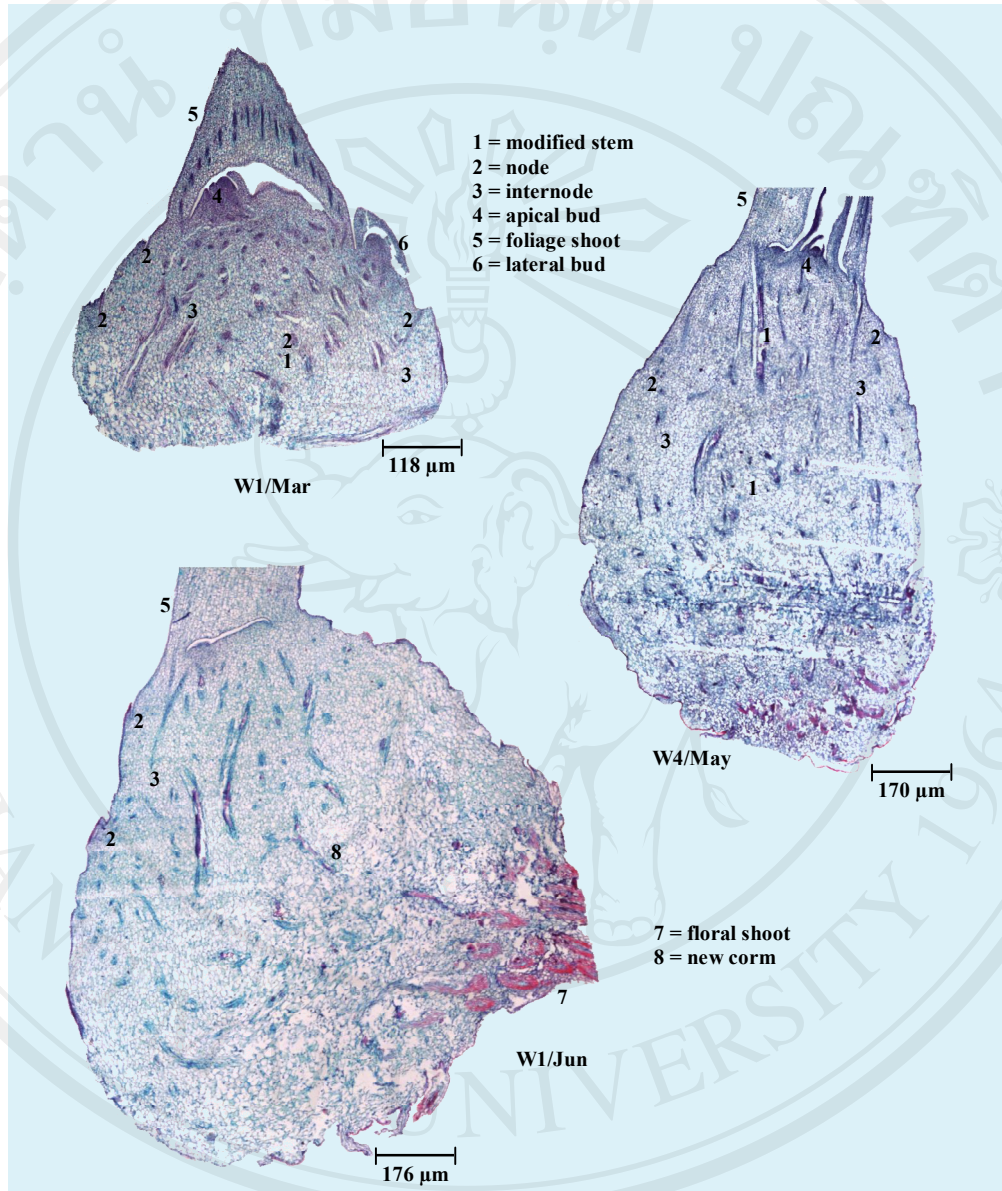 5
1 = modified stem
2 = node
3 = internode
4 = apical bud
5 = foliage shoot
6 = lateral bud
4
6
2
3
2
2
2
1
3
118 µm
W1/Mar
5
4
1
2
2
3
3
1
W4/May
170 µm
5
2
3
2
8
7
7 = floral shoot
8 = new corm
W1/Jun
176 µm
UNIVERSITY 1964